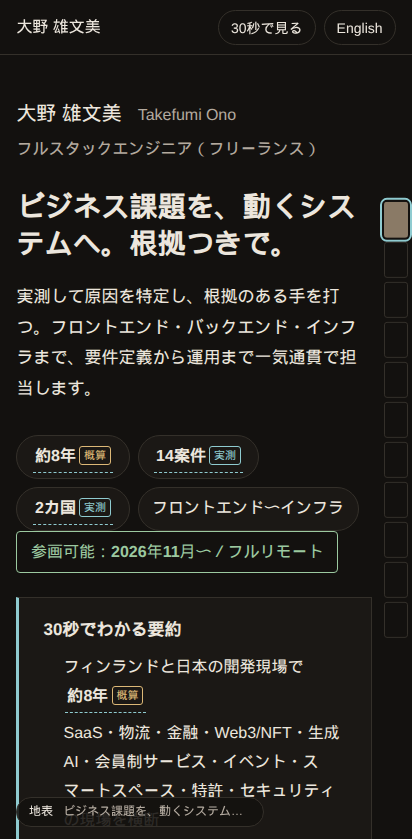 大野 雄文美
30秒で見る
English
大野 雄文美 Takefumi Ono
フルスタックエンジニア（フリーランス）
ビジネス課題を、動くシス
テムへ。根拠つきで。
実測して原因を特定し、根拠のある手を打
つ。フロントエンド・バックエンド・インフ
ラまで、要件定義から運用まで一気通貫で担
当します。
約8年 概算
14案件 実測
2カ国 実測
フロントエンド〜インフラ
参画可能：2026年11月〜 / フルリモート
30秒でわかる要約
フィンランドと日本の開発現場で
約8年 概算
SaaS・物流・金融・Web3/NFT・生成
AI・会員制サービス・イベント・ス
マートスペース・特許・セキュリティ
の現場を横断
地表 ビジネス課題を、動くシステム…